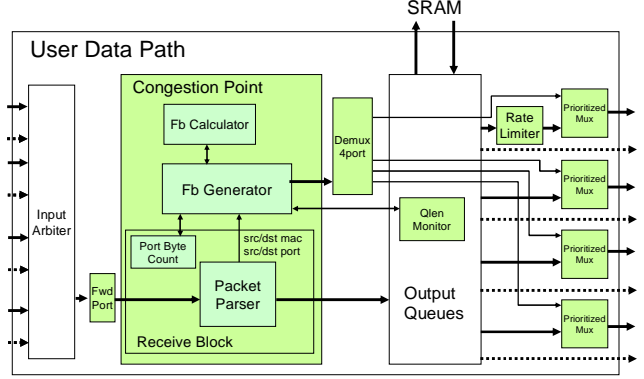 SRAM
User Data Path
Congestion Point
Fb Calculator
Demux
4port
Rate
Limiter
Prioritized
Mux
Fb Generator
Prioritized
Mux
Input
Arbiter
Qlen
Monitor
Port Byte
Count
src/dst mac
src/dst port
Prioritized
Mux
Fwd
Port
Packet
Parser
Output
Queues
Prioritized
Mux
Receive Block